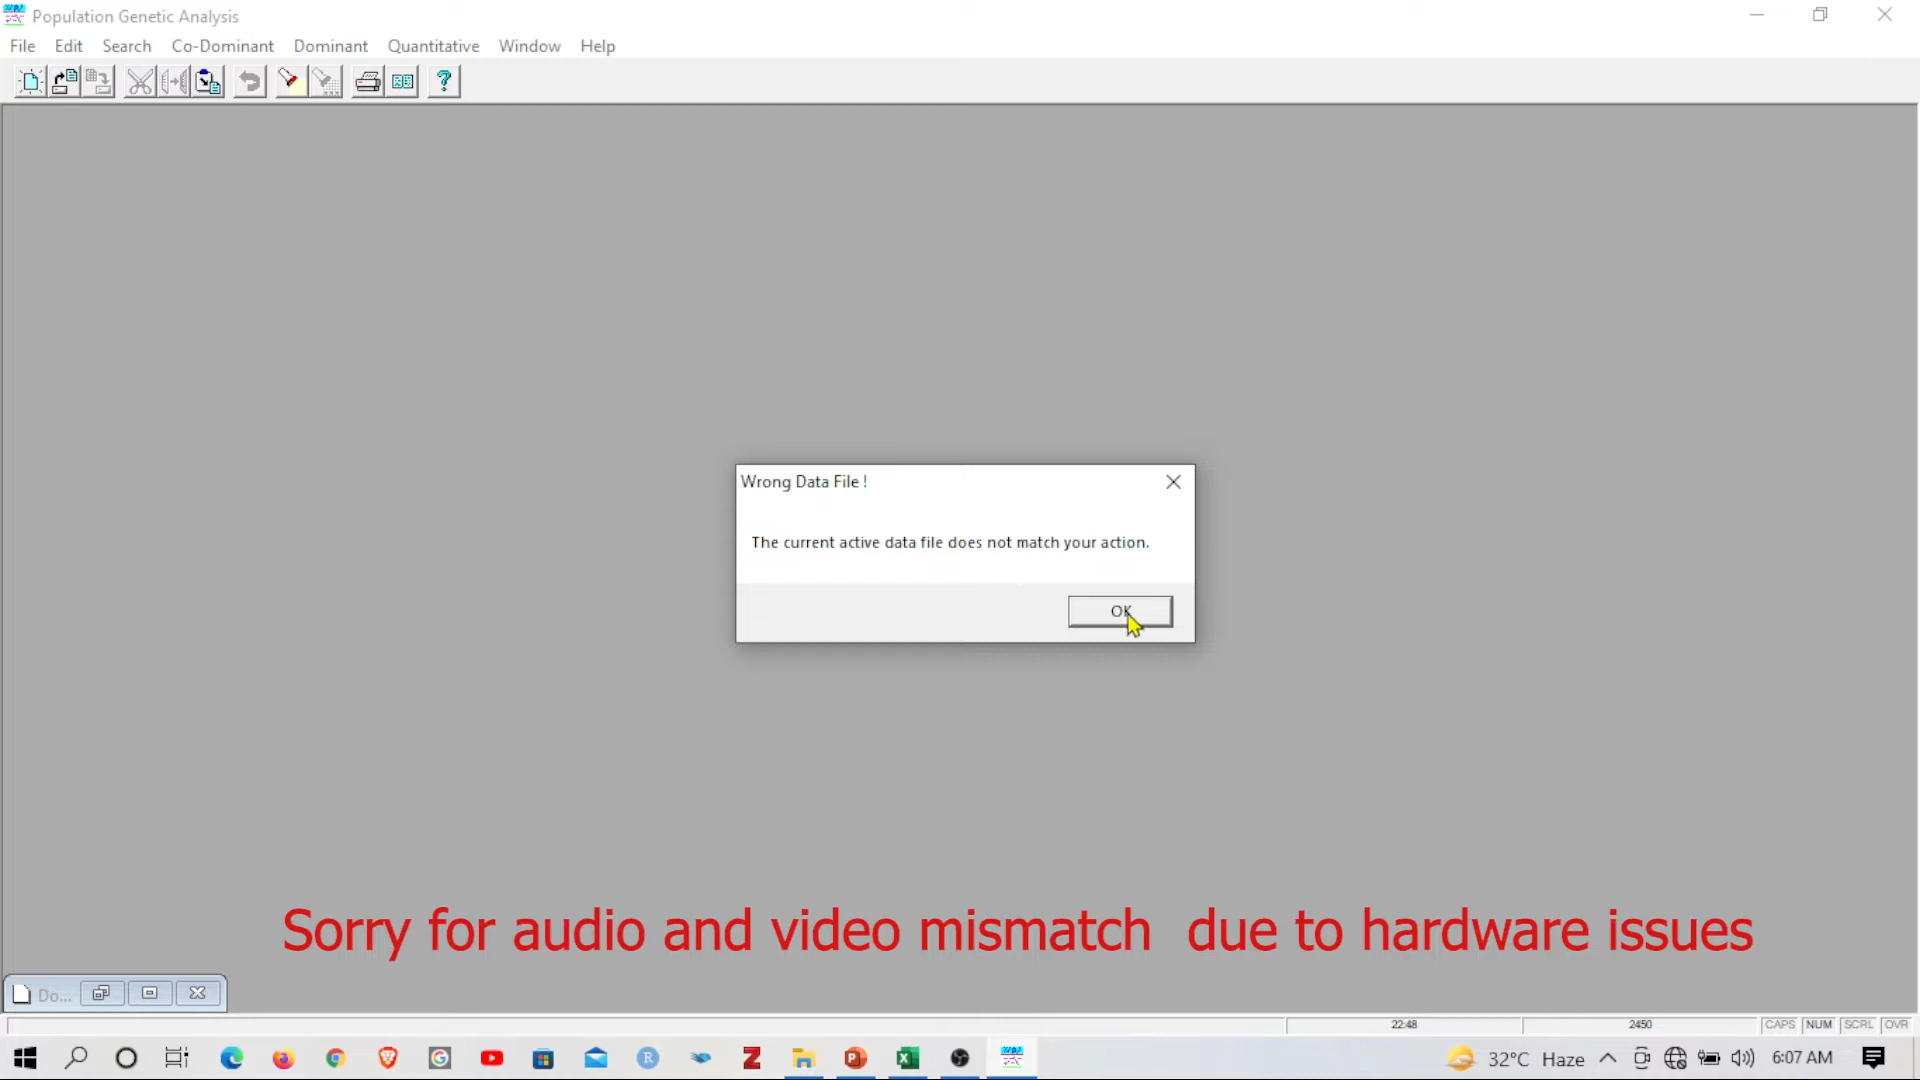 Population Genetic Analysis
File Edit Search Co-Dominant Dominant Quantitative Window Help
Wrong Data File !
The current active data file does not match your action.
OK
Sorry for audio and video mismatch due to hardware issues
Do...
22:48 2450 CAPS NUM SCRL OVR
32°C Haze 6:07 AM